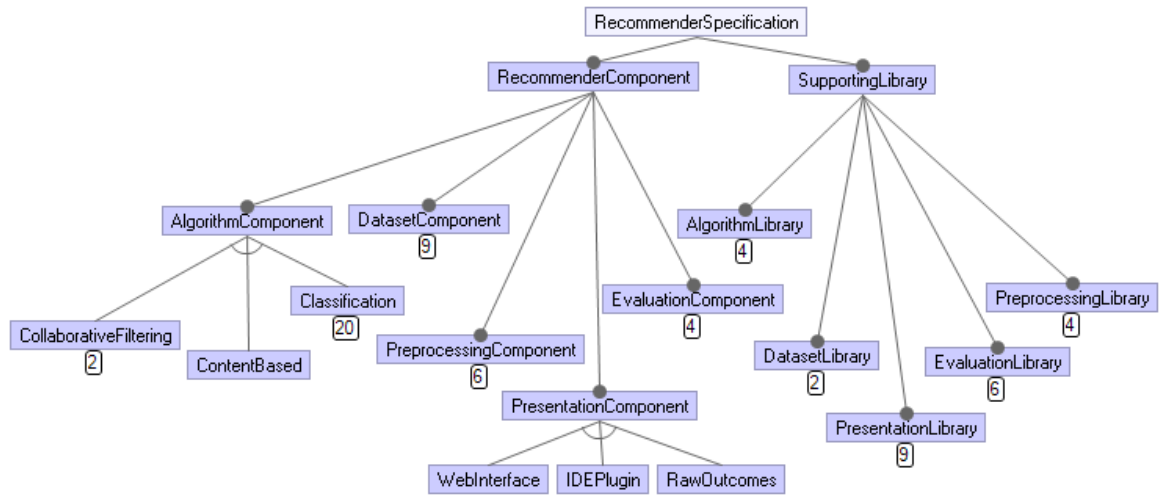 RecommenderSpecification
RecommenderComponent
SupportingLibrary
AlgorithmComponent
DatasetComponent
9
AlgorithmLibrary
4
Classification
20
EvaluationComponent
4
PreprocessingLibrary
4
CollaborativeFiltering
2
ContentBased
PreprocessingComponent
6
DatasetLibrary
2
EvaluationLibrary
6
PresentationComponent
PresentationLibrary
9
WebInterface
IDEPlugin
RawOutcomes